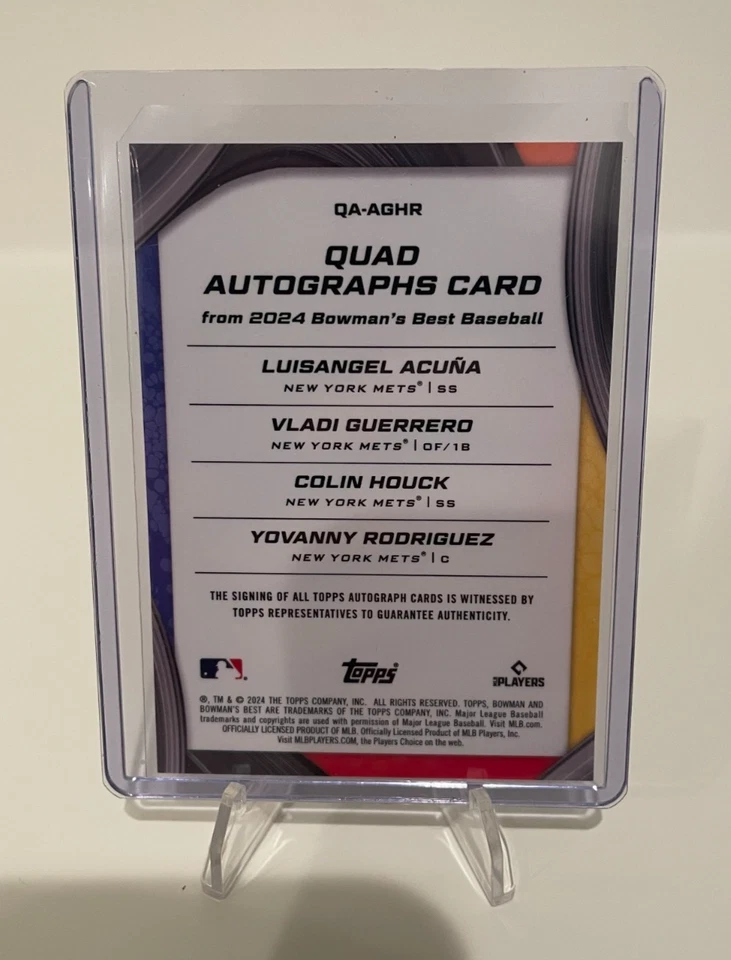 QA-AGHR
QUAD
AUTOGRAPHS CARD
from 2024 Bowman's Best Baseball
LUISANGEL ACUÑA
NEW YORK METS® | SS
VLADI GUERRERO
NEW YORK METS® | OF/1B
COLIN HOUCK
NEW YORK METS® | SS
YOVANNY RODRIGUEZ
NEW YORK METS® | C
THE SIGNING OF ALL TOPPS AUTOGRAPH CARDS IS WITNESSED BY
TOPPS REPRESENTATIVES TO GUARANTEE AUTHENTICITY.
topps
MLB PLAYERS
®, TM & © 2024 THE TOPPS COMPANY, INC. ALL RIGHTS RESERVED. TOPPS, BOWMAN AND
BOWMAN'S BEST ARE TRADEMARKS OF THE TOPPS COMPANY, INC. Major League Baseball
trademarks and copyrights are used with permission of Major League Baseball. Visit MLB.com.
OFFICIALLY LICENSED PRODUCT OF MLB. Officially Licensed Product of MLB Players, Inc.
Visit MLBPLAYERS.COM, the Players Choice on the web.